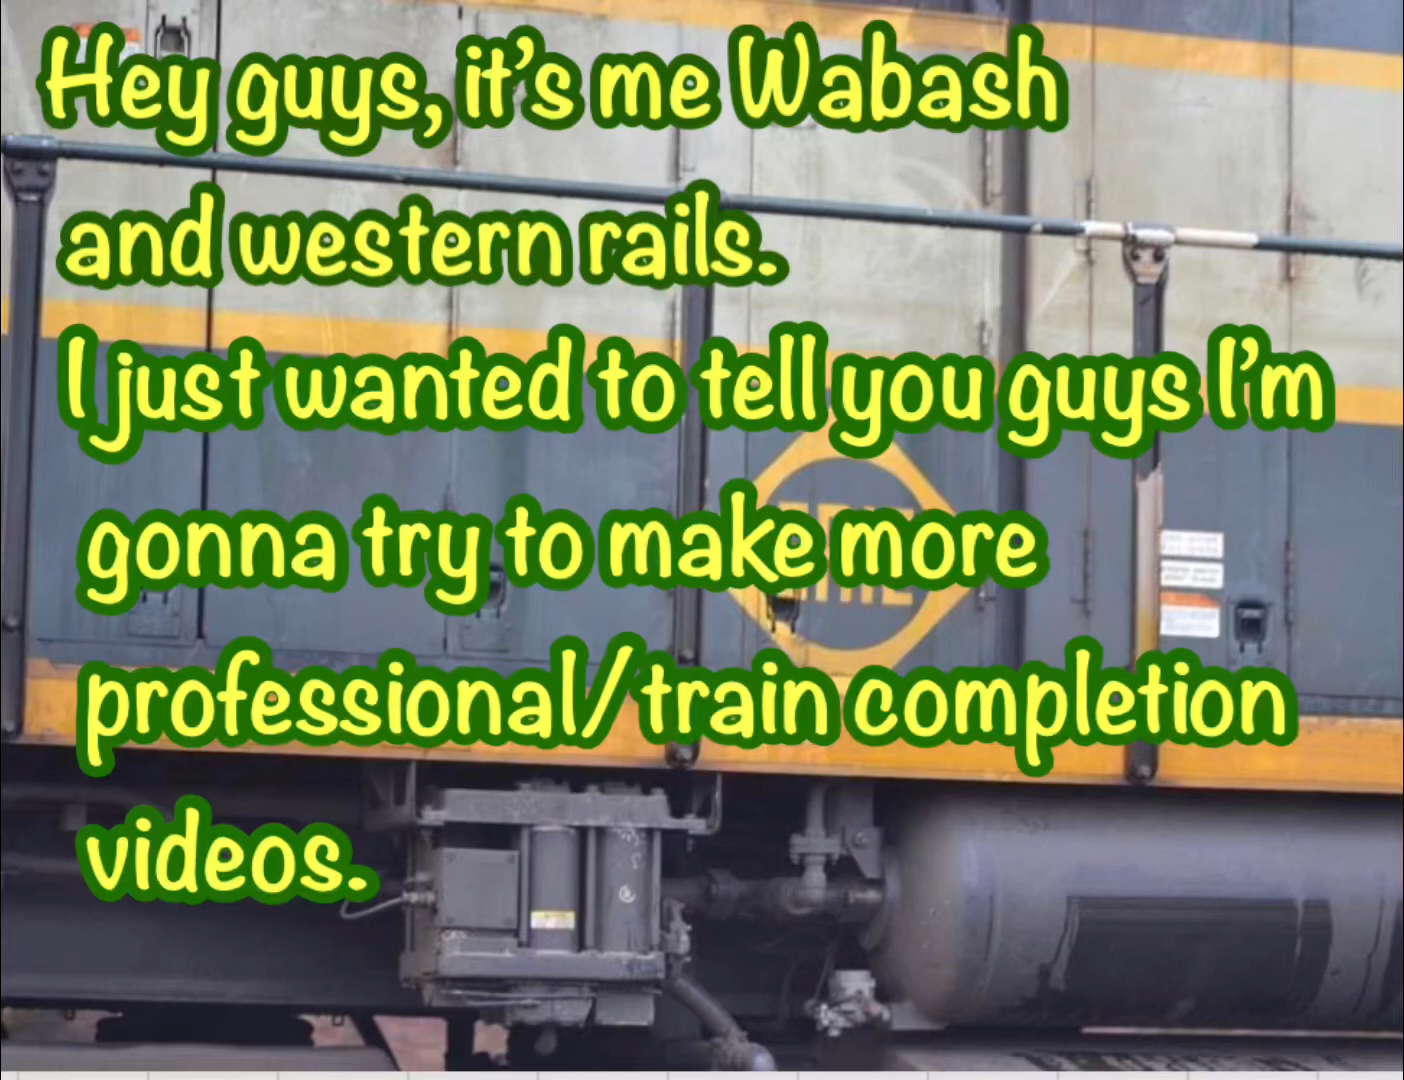 Hey guys, it’s me Wabash
and western rails.
I just wanted to tell you guys I’m
gonna try to make more
professional/train completion
videos.